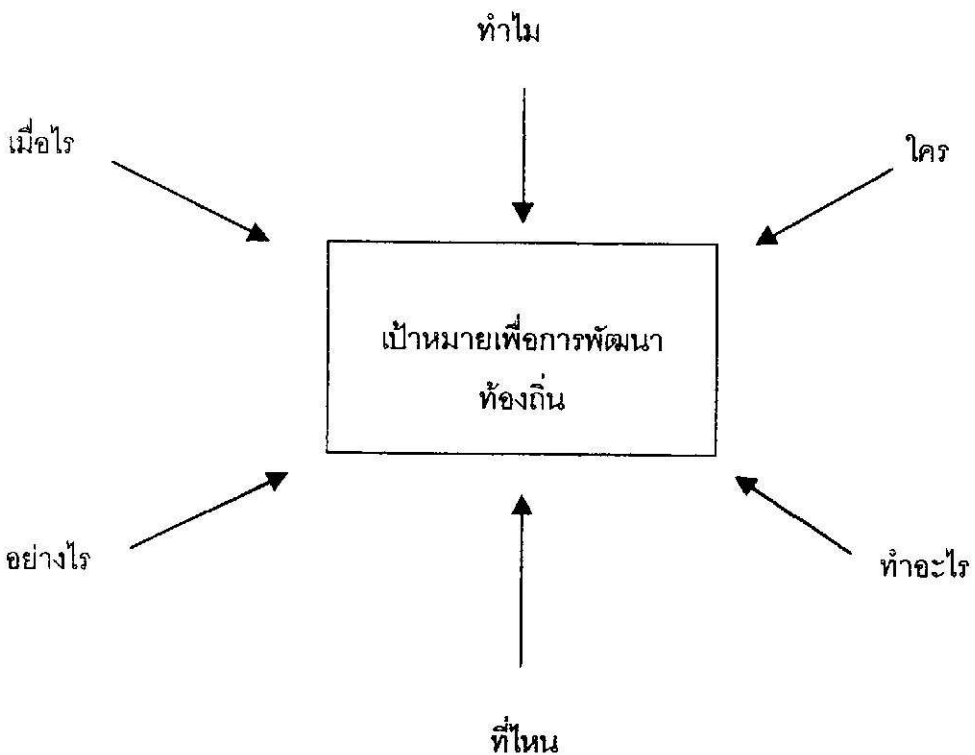 ทำไม
เมื่อไร
ใคร
เป้าหมายเพื่อการพัฒนา
ท้องถิ่น
อย่างไร
ทำอะไร
ที่ไหน